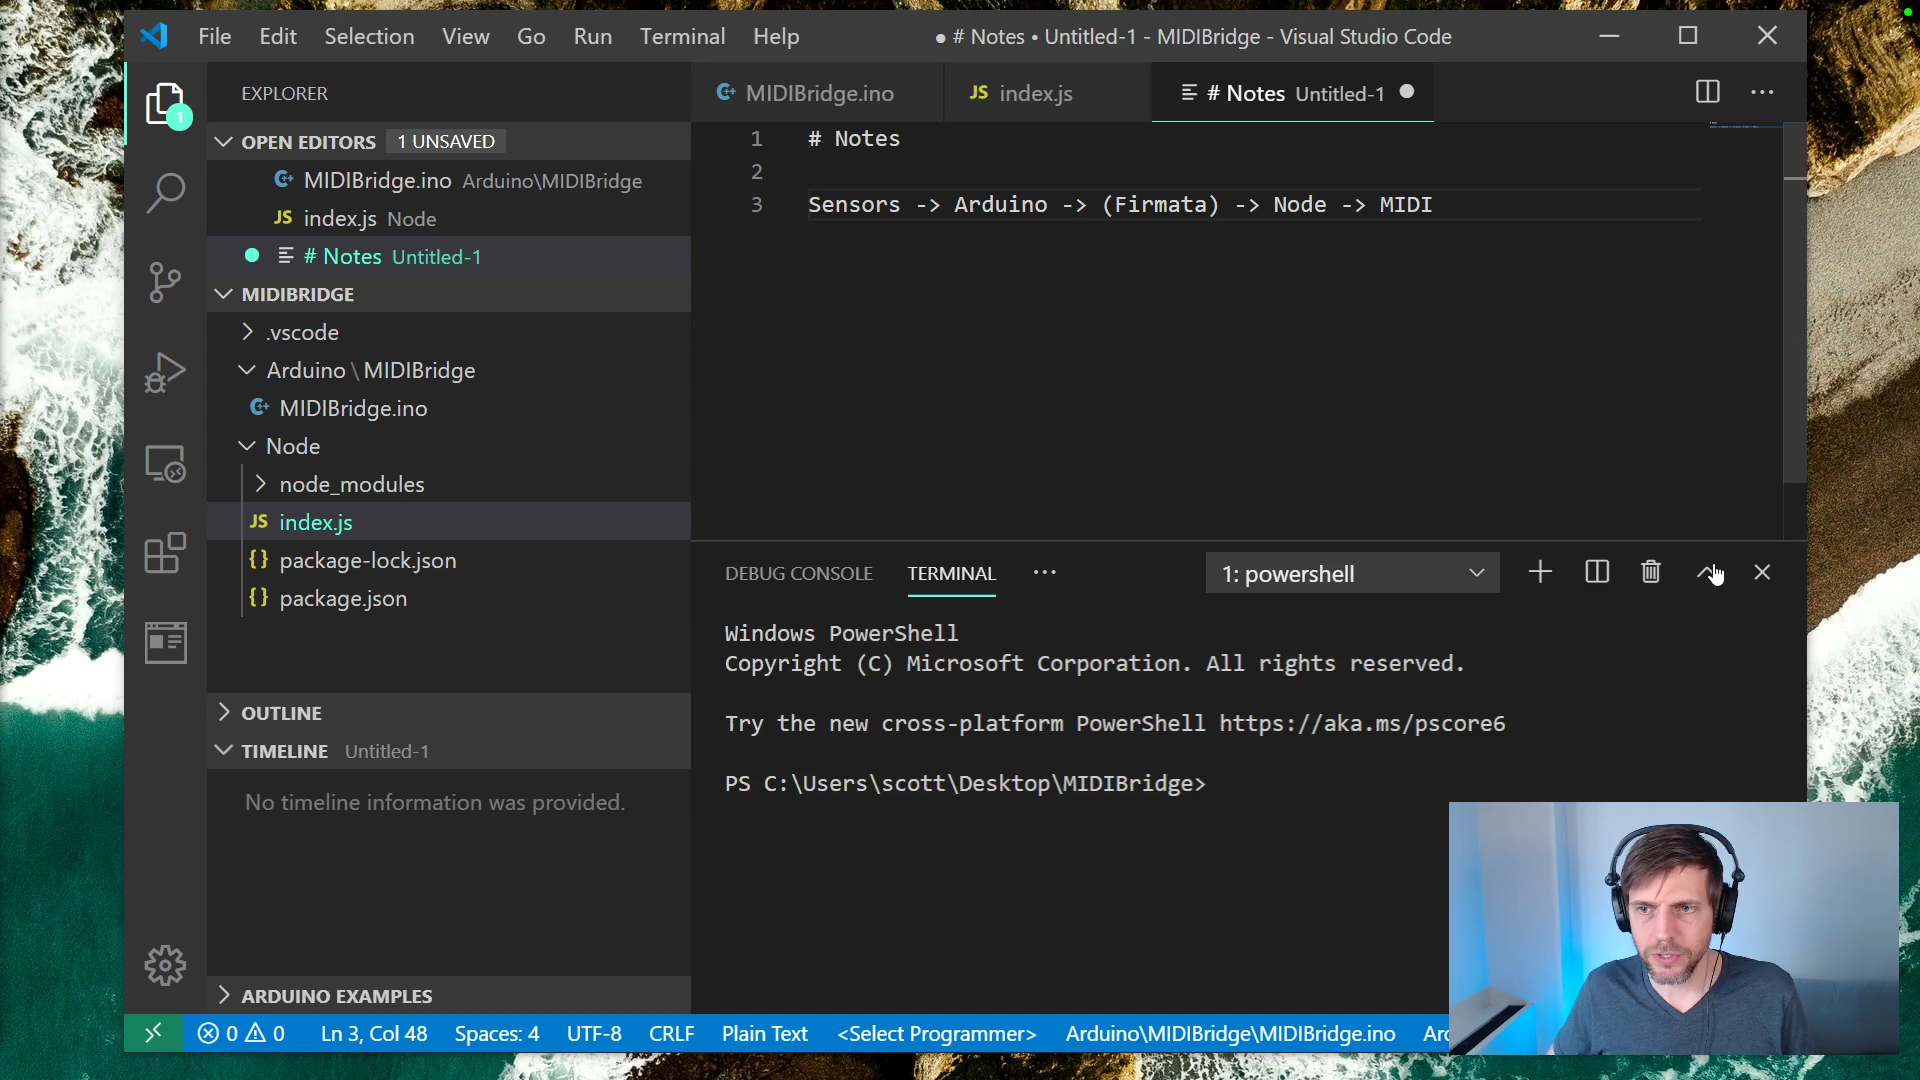 File Edit Selection View Go Run Terminal Help
● # Notes • Untitled-1 - MIDIBridge - Visual Studio Code
EXPLORER
1
OPEN EDITORS 1 UNSAVED
MIDIBridge.ino Arduino\MIDIBridge
JS index.js Node
# Notes Untitled-1
MIDIBRIDGE
.vscode
Arduino \ MIDIBridge
MIDIBridge.ino
Node
node_modules
JS index.js
{} package-lock.json
{} package.json
OUTLINE
TIMELINE Untitled-1
No timeline information was provided.
ARDUINO EXAMPLES
MIDIBridge.ino
JS index.js
# Notes Untitled-1
1 # Notes
2
3 Sensors -> Arduino -> (Firmata) -> Node -> MIDI
DEBUG CONSOLE TERMINAL ··· 1: powershell
Windows PowerShell
Copyright (C) Microsoft Corporation. All rights reserved.
Try the new cross-platform PowerShell https://aka.ms/pscore6
PS C:\Users\scott\Desktop\MIDIBridge>
0 0 Ln 3, Col 48 Spaces: 4 UTF-8 CRLF Plain Text <Select Programmer> Arduino\MIDIBridge\MIDIBridge.ino